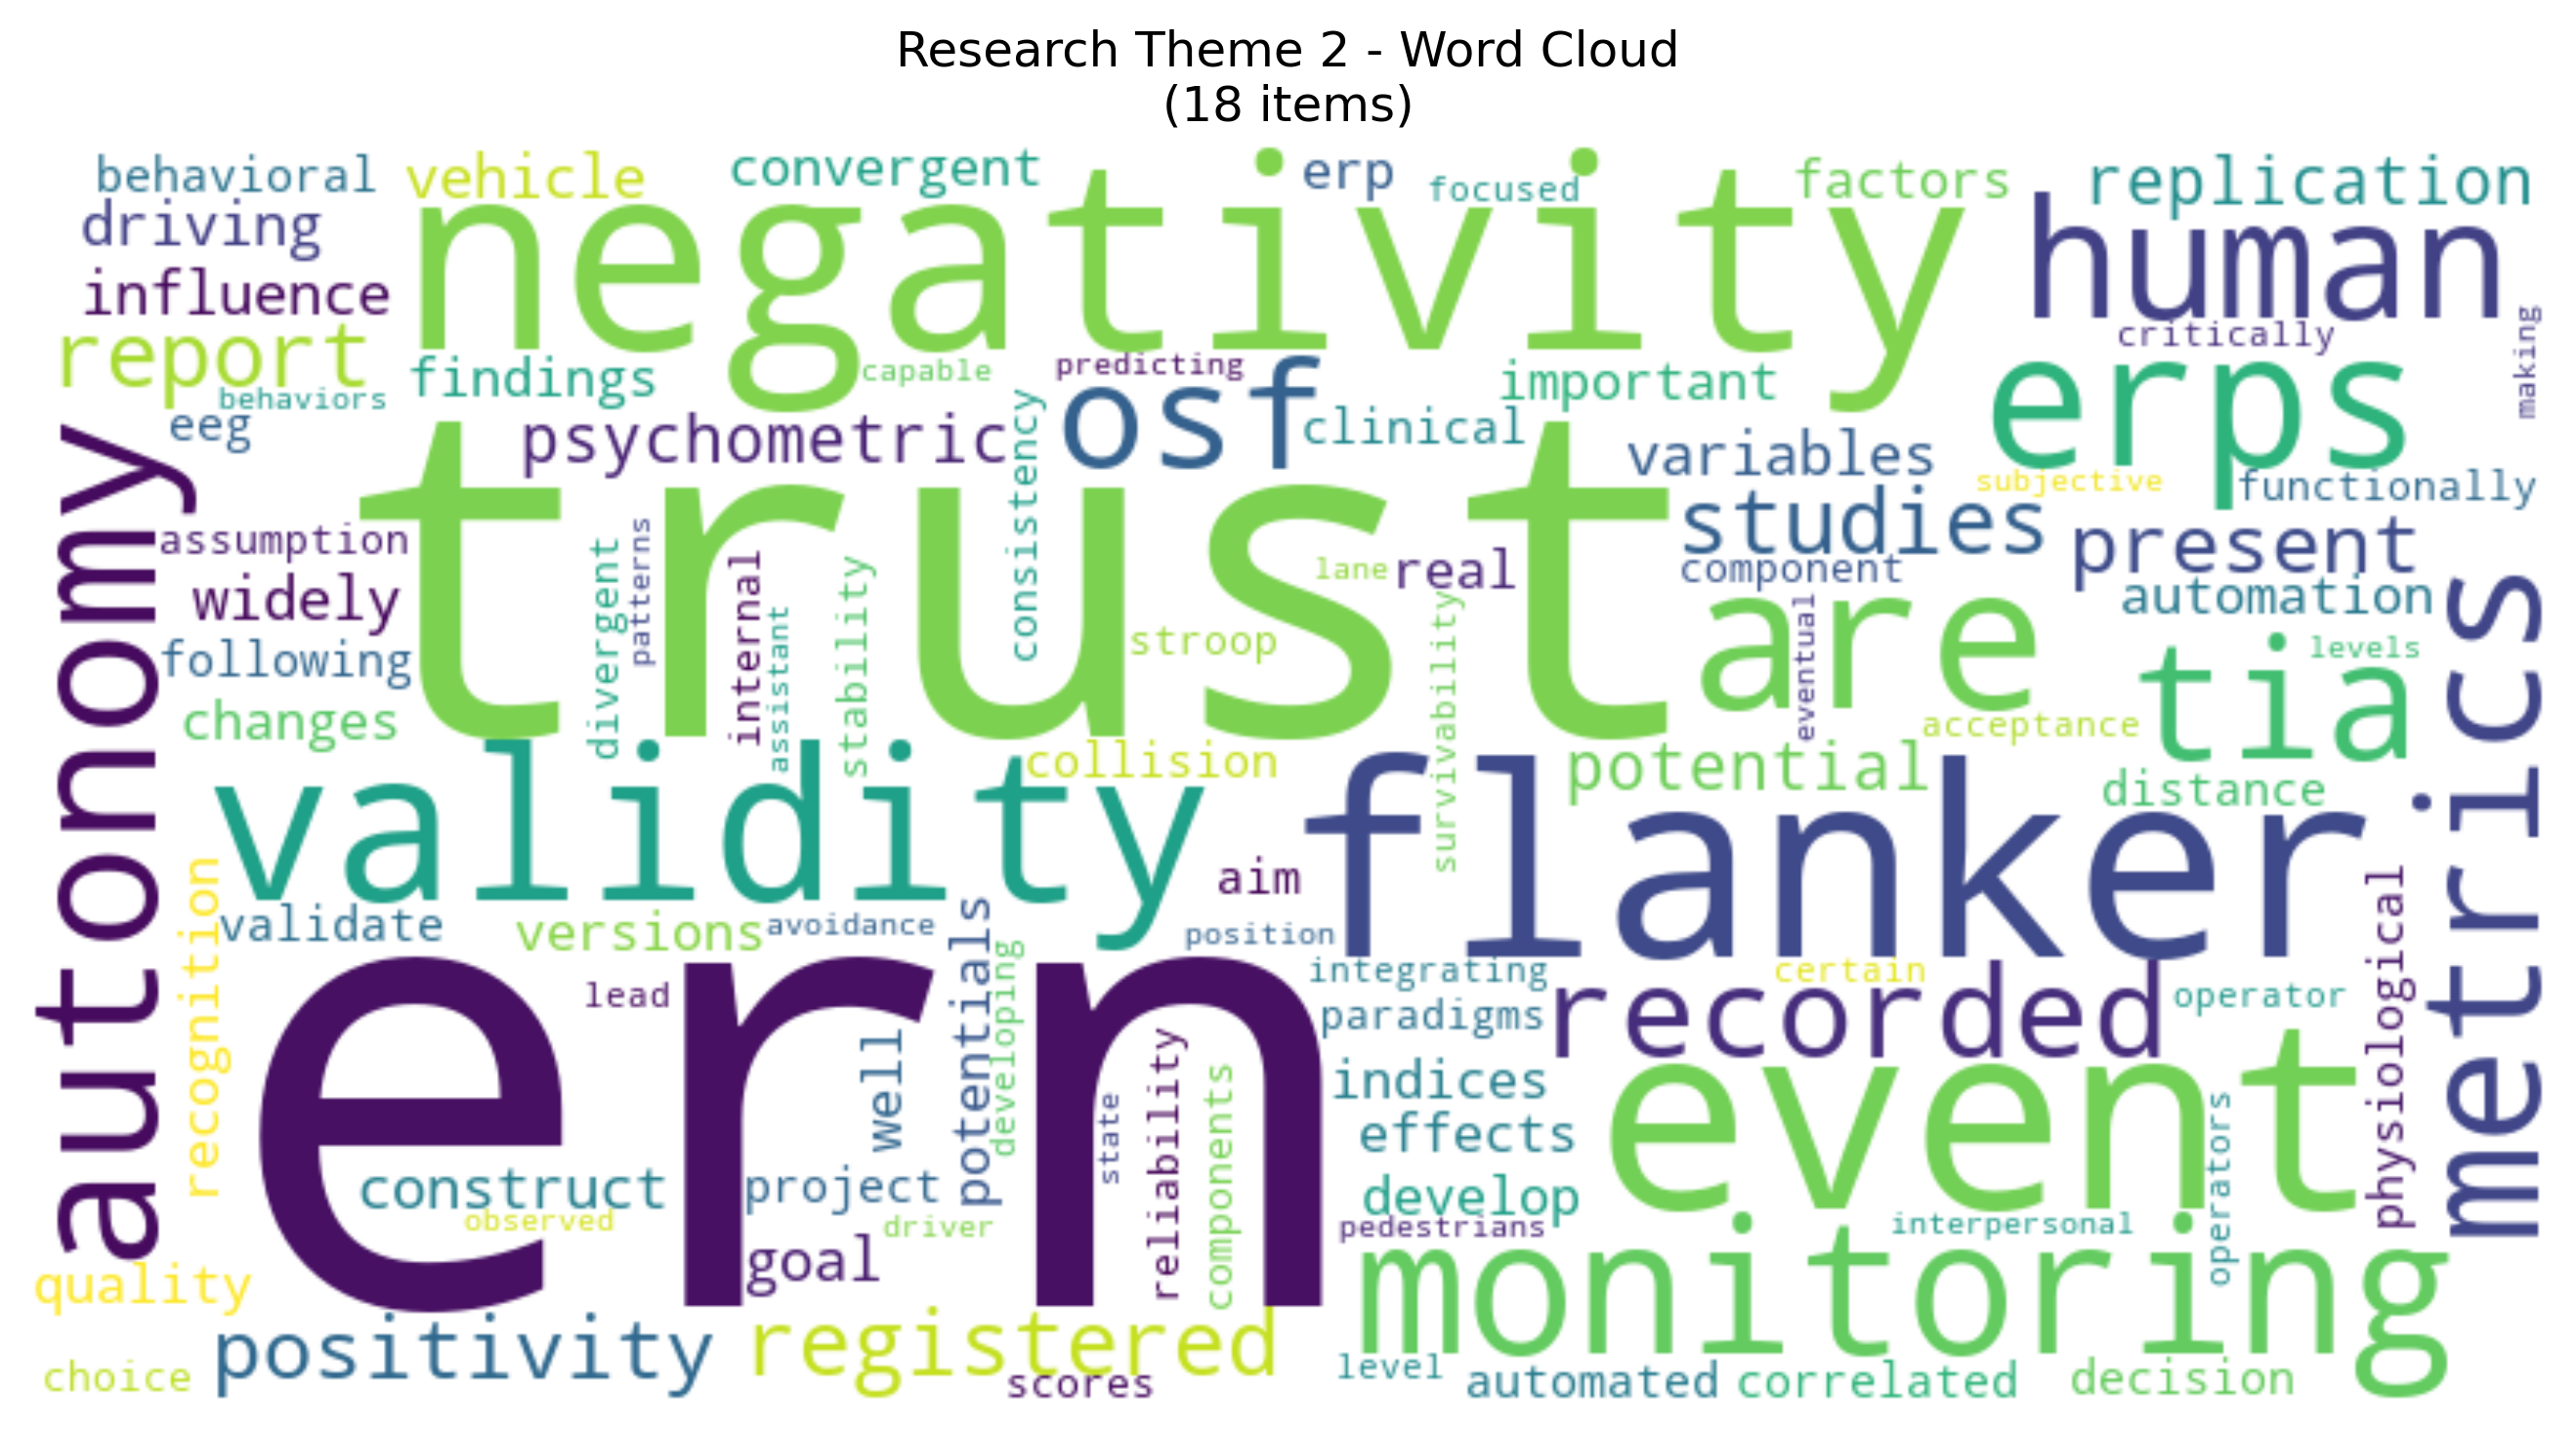 Research Theme 2 - Word Cloud
(18 items)
behavioral
vehicle
convergent
erp
focused
factors
replication
driving
negativity
human
influence
report
findings
capable
predicting
important
critically
making
behaviors
eeg
psychometric
consistency
osf
clinical
variables
erps
subjective
functionally
autonomy
trust
studies
present
assumption
widely
following
changes
divergent
patterns
internal
assistant
stability
stroop
lane
real
survivability
component
are
eventual
automation
levels
tia
acceptance
distance
metrics
validity
collision
potential
flanker
aim
recognition
validate
versions
avoidance
position
potentials
developing
integrating
certain
paradigms
recorded
operator
physiological
ern
lead
well
state
reliability
components
indices
effects
develop
event
operators
construct
observed
project
driver
goal
pedestrians
interpersonal
monitoring
quality
choice
positivity
registered
scores
level
automated
correlated
decision